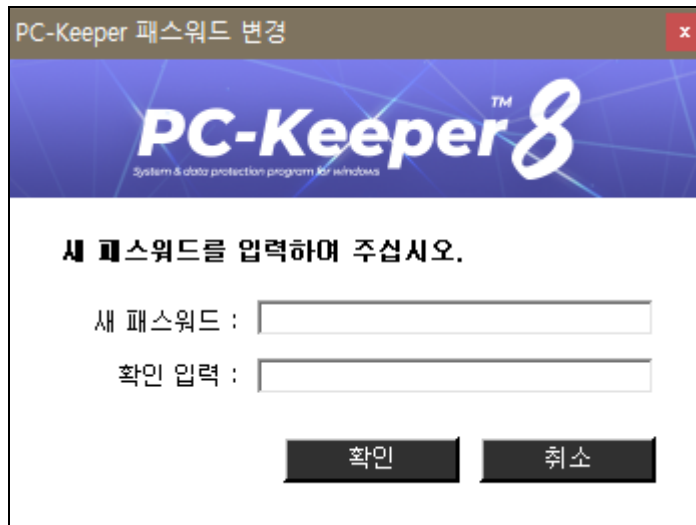 PC-Keeper 패스워드 변경
x
PC-Keeper™ 8
System & data protection program for windows
새 패스워드를 입력하여 주십시오.
새 패스워드 :
확인 입력 :
확인 취소